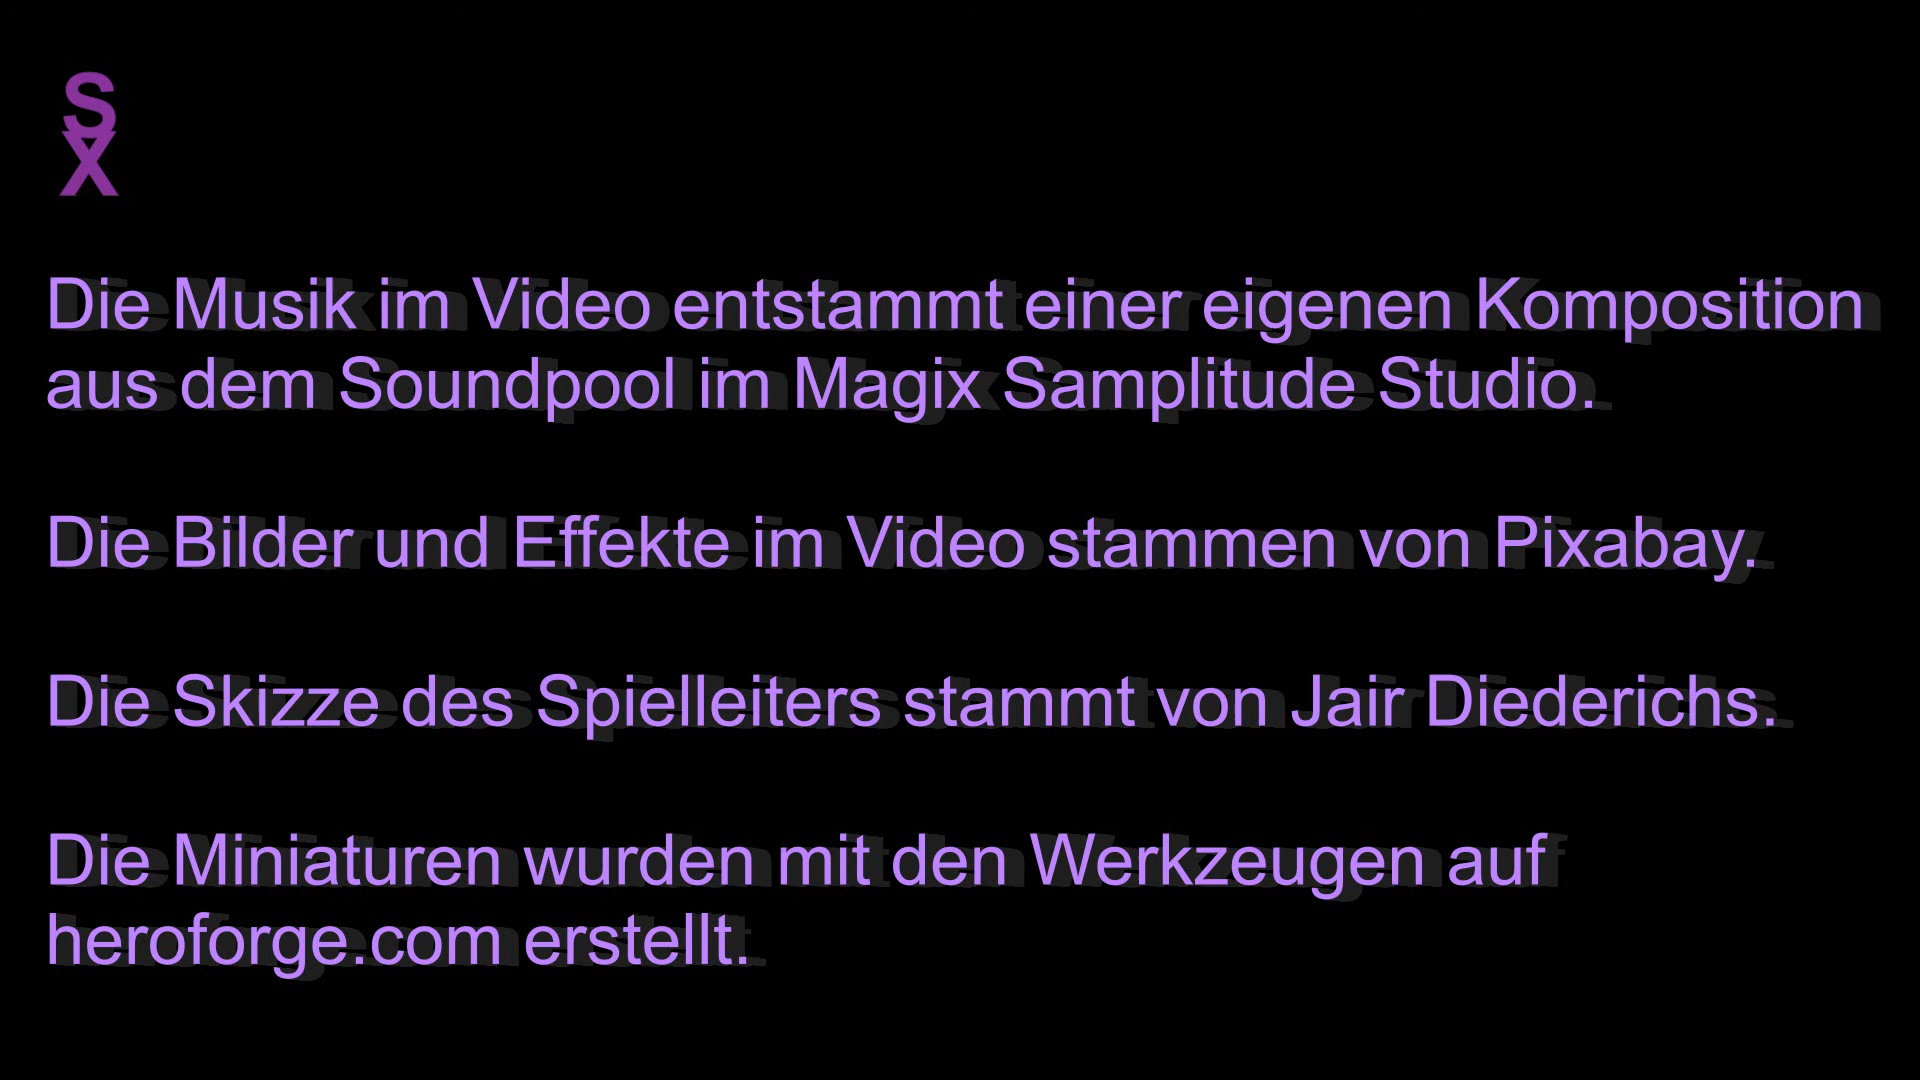 S
X
Die Musik im Video entstammt einer eigenen Komposition
aus dem Soundpool im Magix Samplitude Studio.
Die Bilder und Effekte im Video stammen von Pixabay.
Die Skizze des Spielleiters stammt von Jair Diederichs.
Die Miniaturen wurden mit den Werkzeugen auf
heroforge.com erstellt.